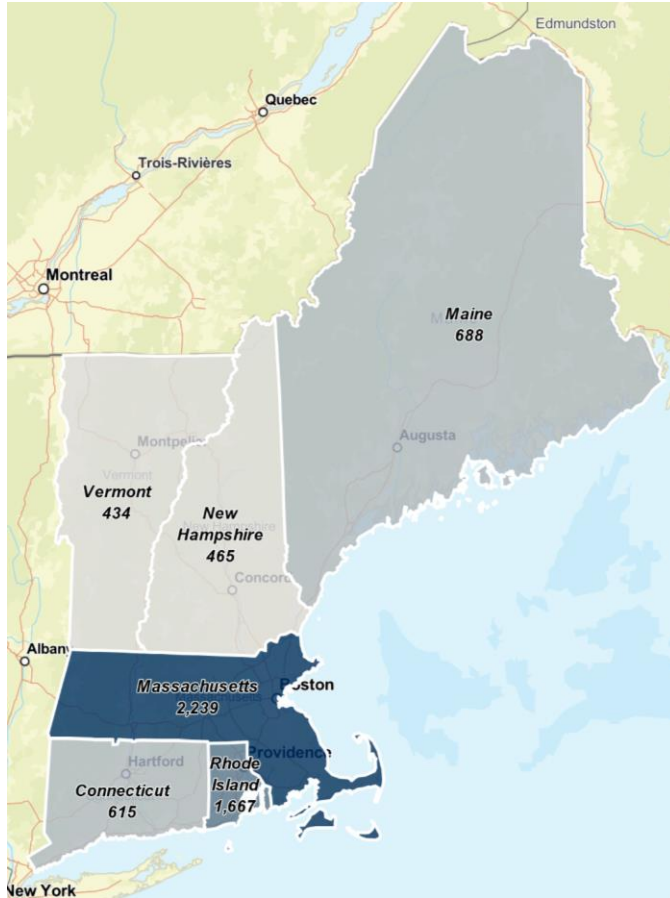 Edmundston
Quebec
Trois-Rivières
Montreal
Maine
688
Augusta
Montpelier
Vermont
Vermont
434
New
New Hampshire
Hampshire
465
Concord
Albany
Massachusetts
2,239
Boston
Providence
Hartford
Rhode
Island
1,667
Connecticut
615
New York